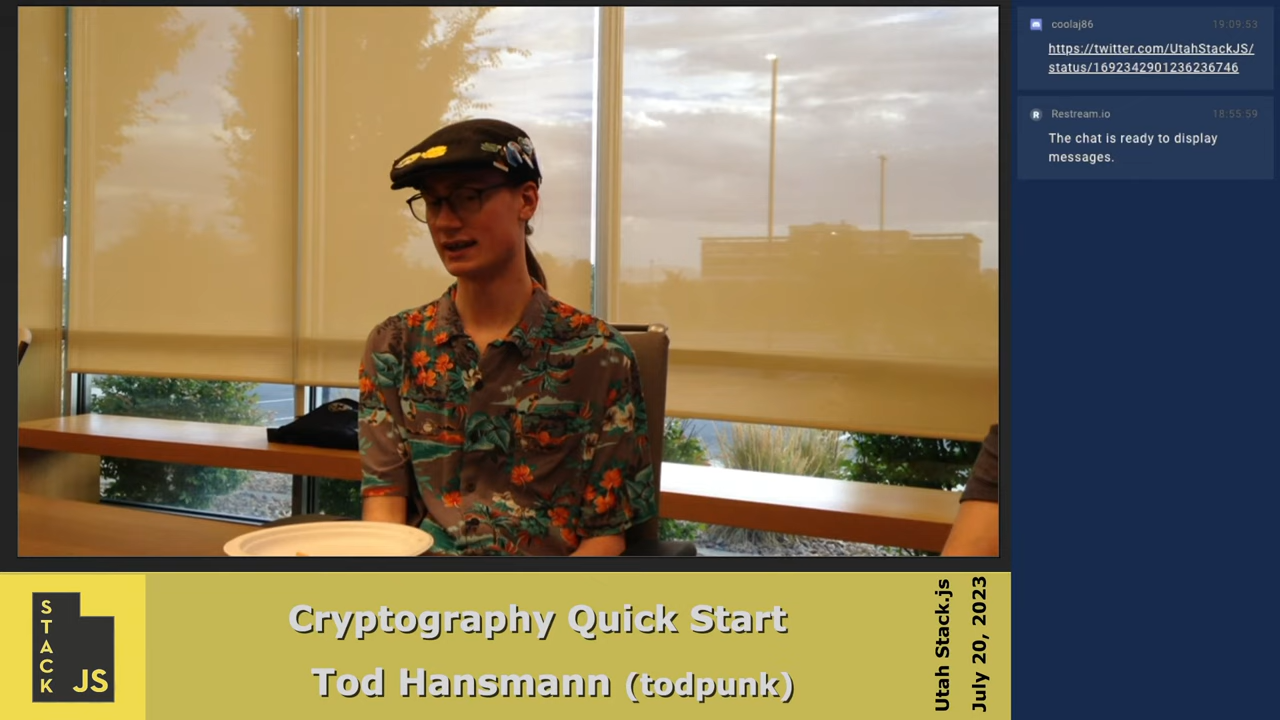 coolaj86 19:09:53
https://twitter.com/UtahStackJS/
status/1692342901236236746
Restream.io 18:55:59
The chat is ready to display
messages.
STACK
JS
Cryptography Quick Start
Tod Hansmann (todpunk)
Utah Stack.js
July 20, 2023